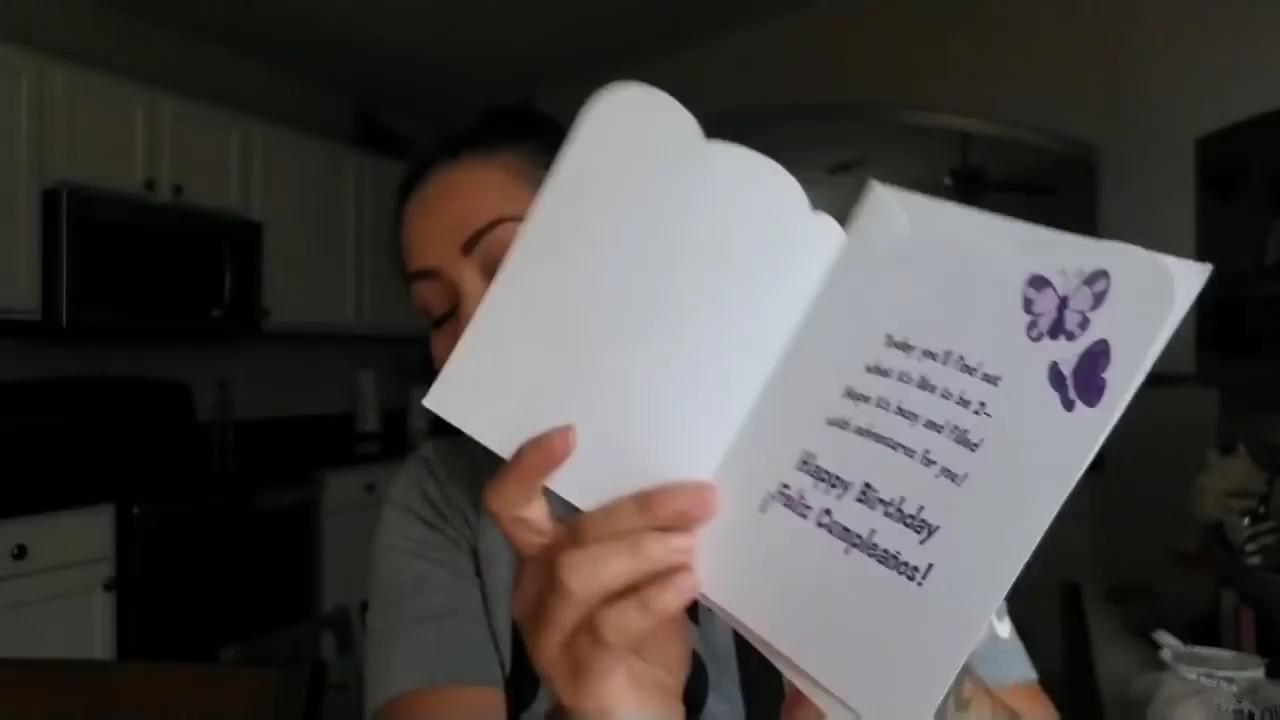 Today you'll find out
what it's like to be 2–
Hope it's busy and filled
with adventures for you!
Happy Birthday
¡Feliz Cumpleaños!